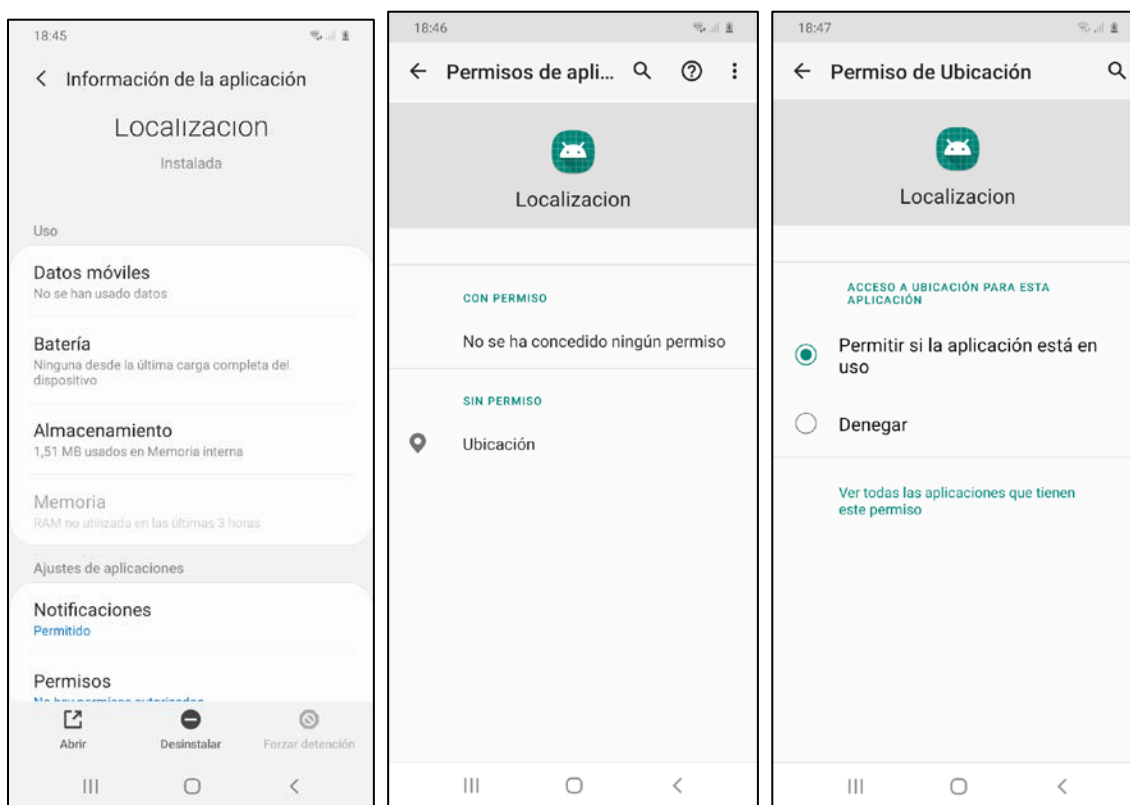 18:45
Información de la aplicación
Localizacion
Instalada
Uso
Datos móviles
No se han usado datos
Batería
Ninguna desde la última carga completa del
dispositivo
Almacenamiento
1,51 MB usados en Memoria interna
Memoria
RAM no utilizada en las últimas 3 horas
Ajustes de aplicaciones
Notificaciones
Permitido
Permisos
No hay permisos autorizados
Abrir
Desinstalar
Forzar detención
18:46
Permisos de apli...
Localizacion
CON PERMISO
No se ha concedido ningún permiso
SIN PERMISO
Ubicación
18:47
Permiso de Ubicación
Localizacion
ACCESO A UBICACIÓN PARA ESTA
APLICACIÓN
Permitir si la aplicación está en
uso
Denegar
Ver todas las aplicaciones que tienen
este permiso